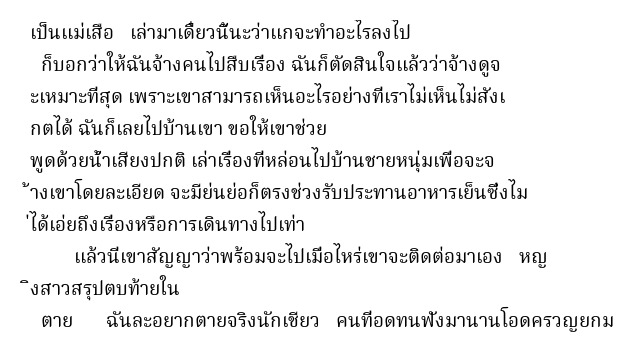 เป็นแม่เสือ เล่ามาเดี๋ยวนี้นะว่าแกจะทำอะไรลงไป
ก็บอกว่าให้ฉันจ้างคนไปสืบเรื่อง ฉันก็ตัดสินใจแล้วว่าจ้างดูจ
ะเหมาะที่สุด เพราะเขาสามารถเห็นอะไรอย่างที่เราไม่เห็นไม่สังเ
กตได้ ฉันก็เลยไปบ้านเขา ขอให้เขาช่วย
พูดด้วยน้ำเสียงปกติ เล่าเรื่องที่หล่อนไปบ้านชายหนุ่มเพื่อจะจ
้างเขาโดยละเอียด จะมีย่นย่อก็ตรงช่วงรับประทานอาหารเย็นซึ่งไม
่ได้เอ่ยถึงเรื่องหรือการเดินทางไปเท่า
แล้วนี่เขาสัญญาว่าพร้อมจะไปเมื่อไหร่เขาจะติดต่อมาเอง หญ
ิงสาวสรุปตบท้ายใน
ตาย ฉันละอยากตายจริงนักเชียว คนที่อดทนฟังมานานโอดครวญยกม